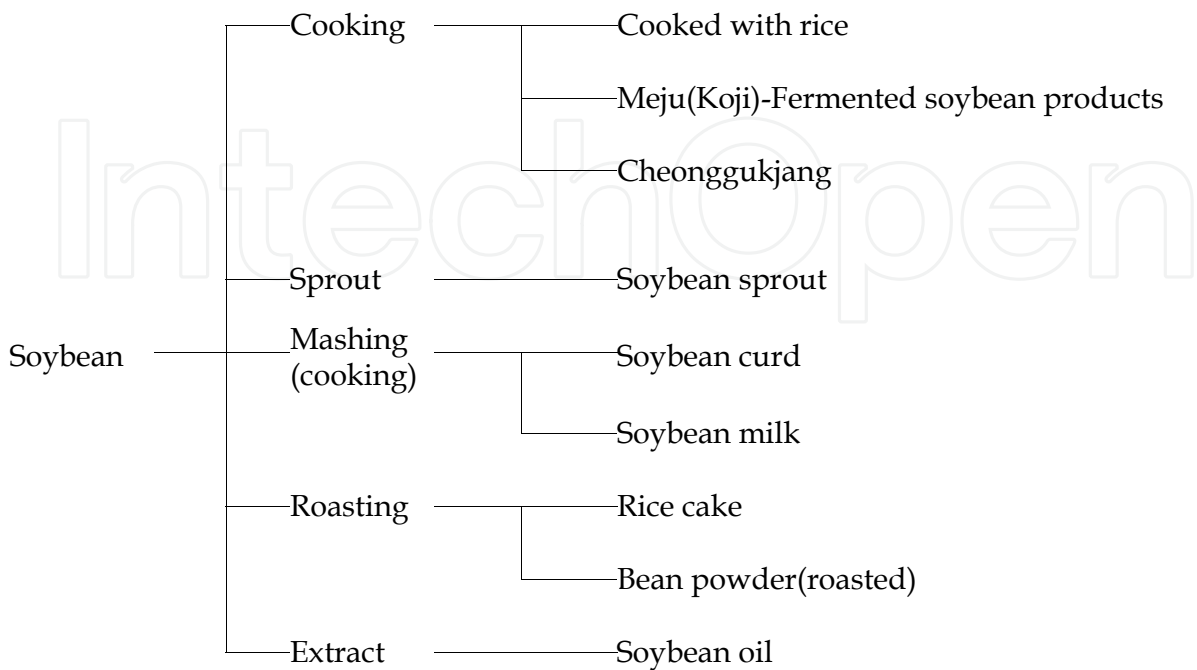 Cooking Cooked with rice
Meju(Koji)-Fermented soybean products
Cheonggukjang
IntechOpen
Sprout Soybean sprout
Soybean Mashing
(cooking) Soybean curd
Soybean milk
Roasting Rice cake
Bean powder(roasted)
Extract Soybean oil